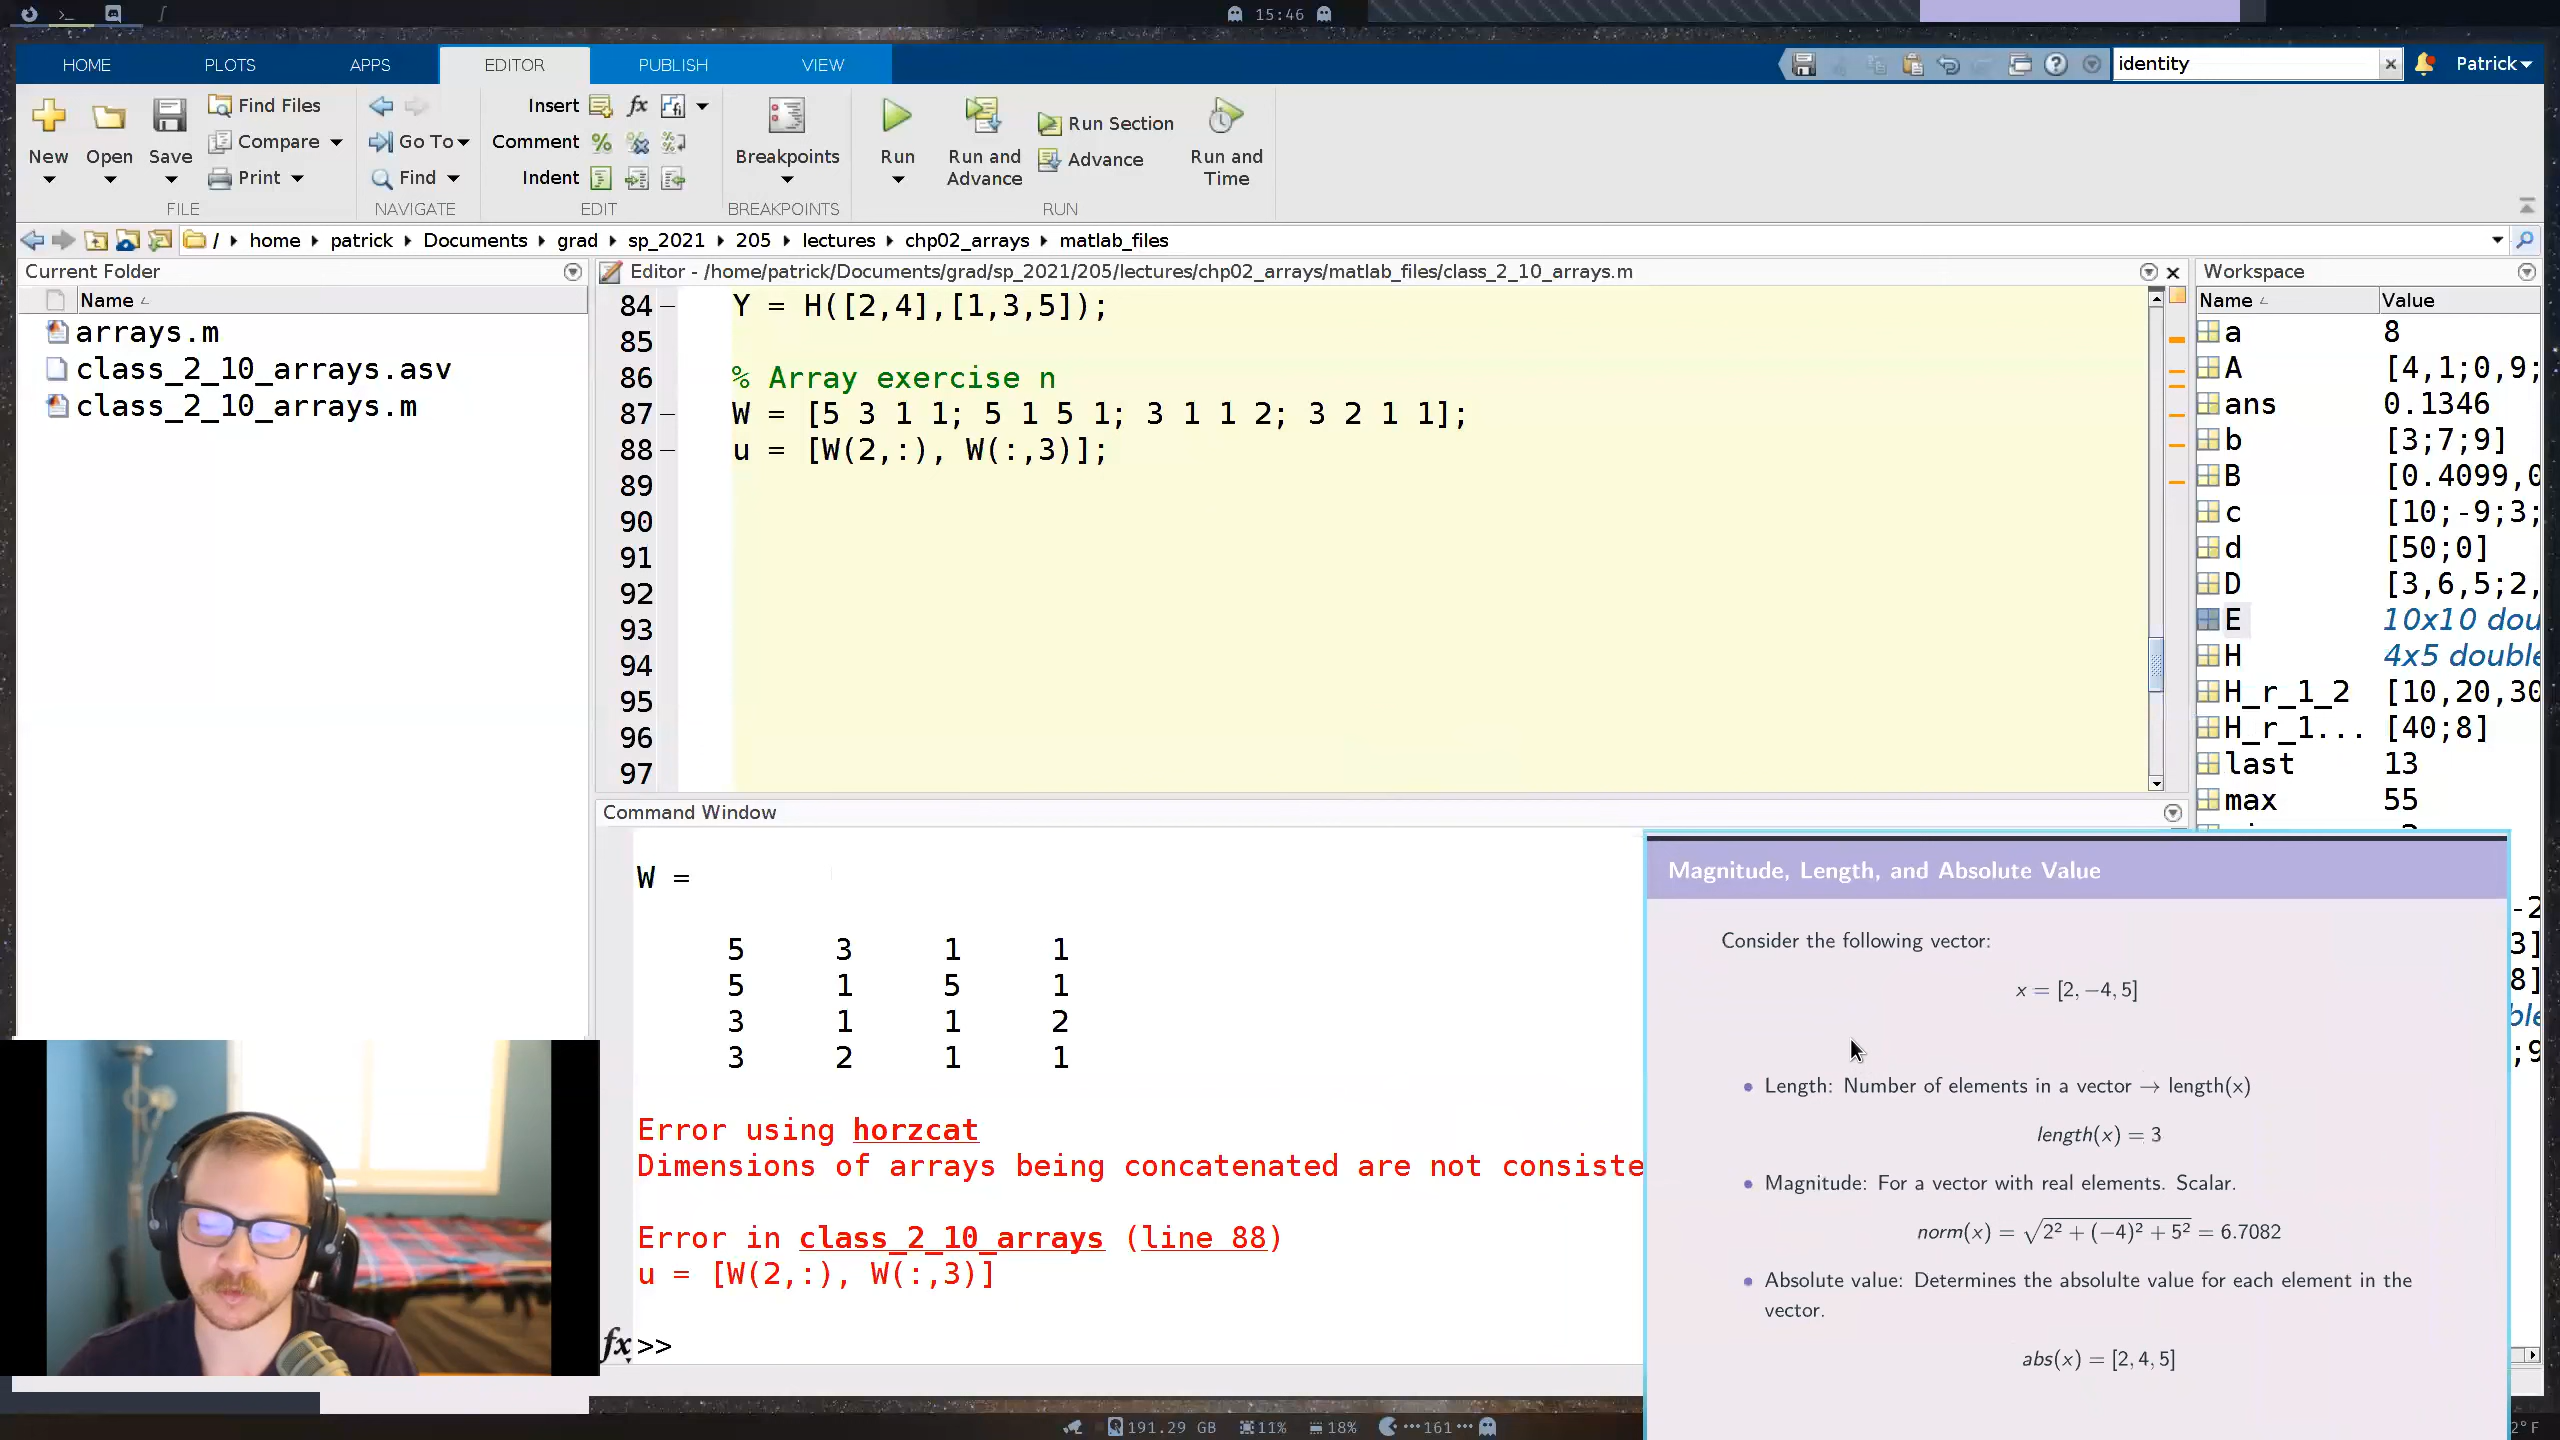 15:46
HOME PLOTS APPS EDITOR PUBLISH VIEW identity Patrick
New Open Save Find Files Compare Print
FILE
Go To Find
NAVIGATE
Insert fx
Comment
Indent
EDIT
Breakpoints
BREAKPOINTS
Run Run and Advance Run Section Advance Run and Time
RUN
/ home patrick Documents grad sp_2021 205 lectures chp02_arrays matlab_files
Current Folder
Name
arrays.m
class_2_10_arrays.asv
class_2_10_arrays.m
Editor - /home/patrick/Documents/grad/sp_2021/205/lectures/chp02_arrays/matlab_files/class_2_10_arrays.m
84 – Y = H([2,4],[1,3,5]);
85
86 % Array exercise n
87 – W = [5 3 1 1; 5 1 5 1; 3 1 1 2; 3 2 1 1];
88 – u = [W(2,:), W(:,3)];
89
90
91
92
93
94
95
96
97
Workspace
Name Value
a 8
A [4,1;0,9;
ans 0.1346
b [3;7;9]
B [0.4099,0
c [10;-9;3;
d [50;0]
D [3,6,5;2,
E 10x10 dou
H 4x5 double
H_r_1_2 [10,20,30
H_r_1... [40;8]
last 13
max 55
Command Window
W =
5 3 1 1
5 1 5 1
3 1 1 2
3 2 1 1
Error using horzcat
Dimensions of arrays being concatenated are not consiste
Error in class_2_10_arrays (line 88)
u = [W(2,:), W(:,3)]
fx >>
Magnitude, Length, and Absolute Value
Consider the following vector:
x = [2, −4, 5]
• Length: Number of elements in a vector → length(x)
length(x) = 3
• Magnitude: For a vector with real elements. Scalar.
norm(x) = √2² + (−4)² + 5² = 6.7082
• Absolute value: Determines the absolulte value for each element in the
vector.
abs(x) = [2, 4, 5]
-2
3]
8]
ble
;9
191.29 GB 11% 18% 161
2°F